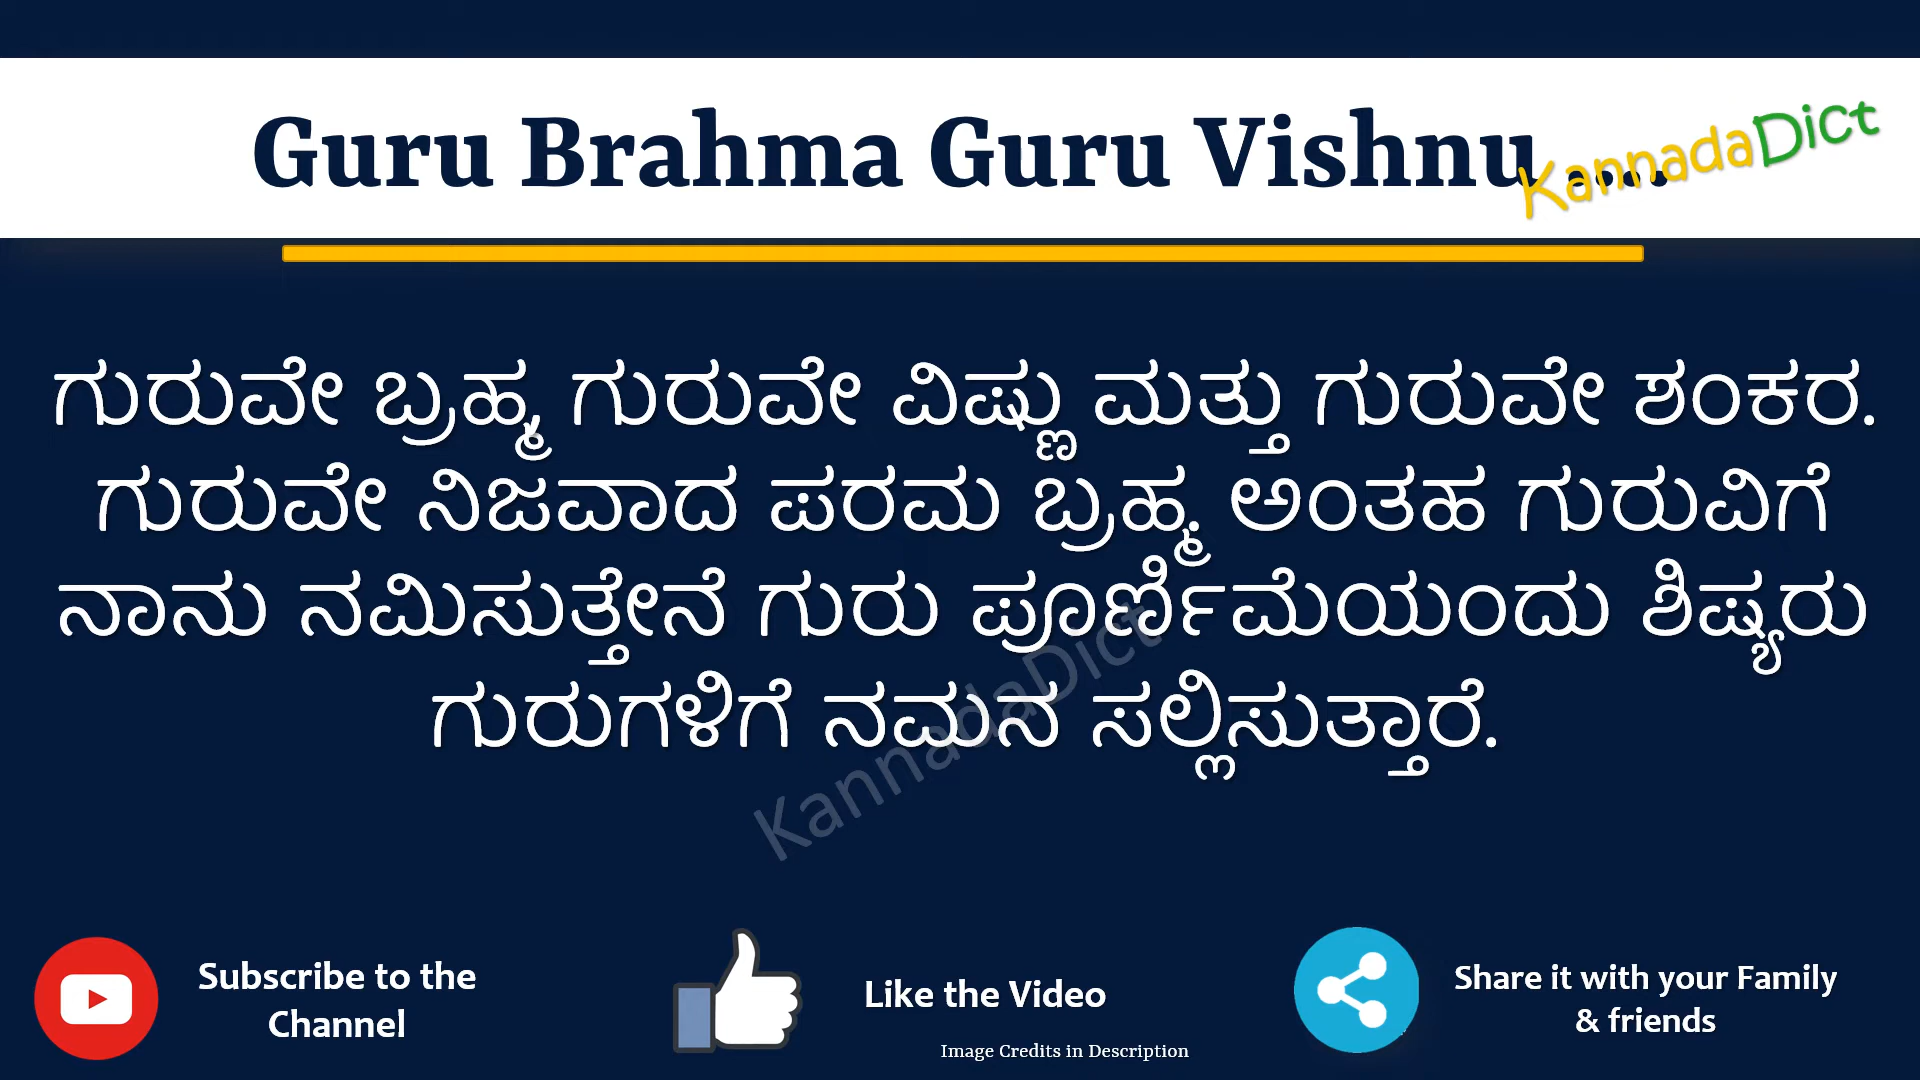 Guru Brahma Guru Vishnu ....
KannadaDict
ಗುರುವೇ ಬ್ರಹ್ಮ, ಗುರುವೇ ವಿಷ್ಣು ಮತ್ತು ಗುರುವೇ ಶಂಕರ.
ಗುರುವೇ ನಿಜವಾದ ಪರಮ ಬ್ರಹ್ಮ. ಅಂತಹ ಗುರುವಿಗೆ
ನಾನು ನಮಿಸುತ್ತೇನೆ ಗುರು ಪೂರ್ಣಿಮೆಯಂದು ಶಿಷ್ಯರು
ಗುರುಗಳಿಗೆ ನಮನ ಸಲ್ಲಿಸುತ್ತಾರೆ.
KannadaDict
Subscribe to the
Channel
Like the Video
Share it with your Family
& friends
Image Credits in Description